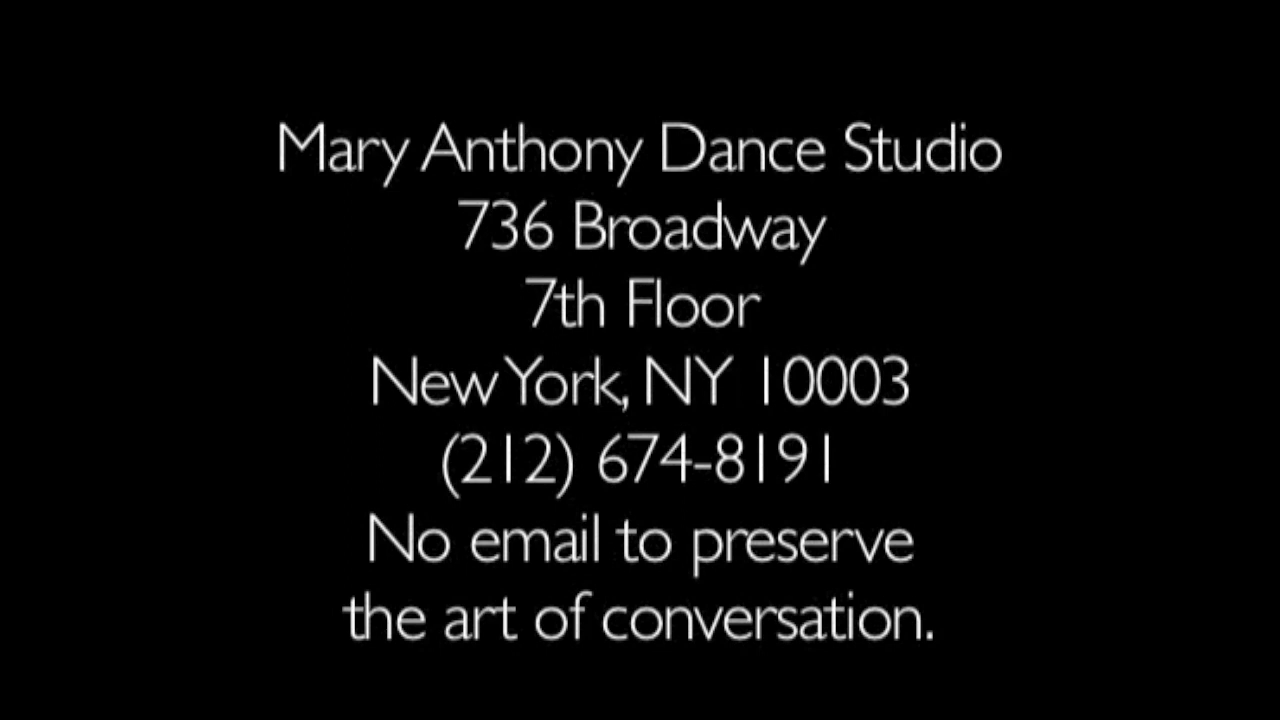 Mary Anthony Dance Studio
736 Broadway
7th Floor
New York, NY 10003
(212) 674-8191
No email to preserve
the art of conversation.